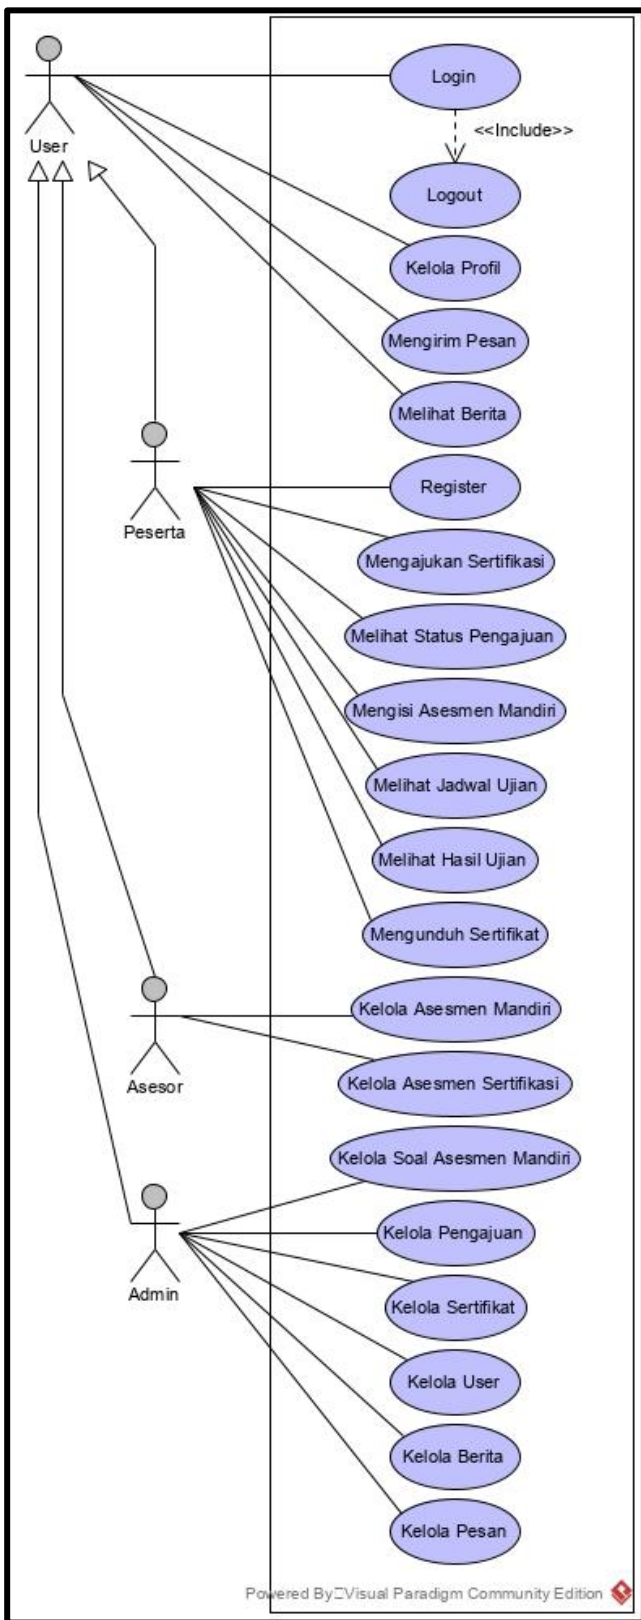 Login
<<Include>>
User
Logout
Kelola Profil
Mengirim Pesan
Melihat Berita
Register
Peserta
Mengajukan Sertifikasi
Melihat Status Pengajuan
Mengisi Asesmen Mandiri
Melihat Jadwal Ujian
Melihat Hasil Ujian
Mengunduh Sertifikat
Kelola Asesmen Mandiri
Asesor
Kelola Asesmen Sertifikasi
Kelola Soal Asesmen Mandiri
Kelola Pengajuan
Admin
Kelola Sertifikat
Kelola User
Kelola Berita
Kelola Pesan
Powered By Visual Paradigm Community Edition